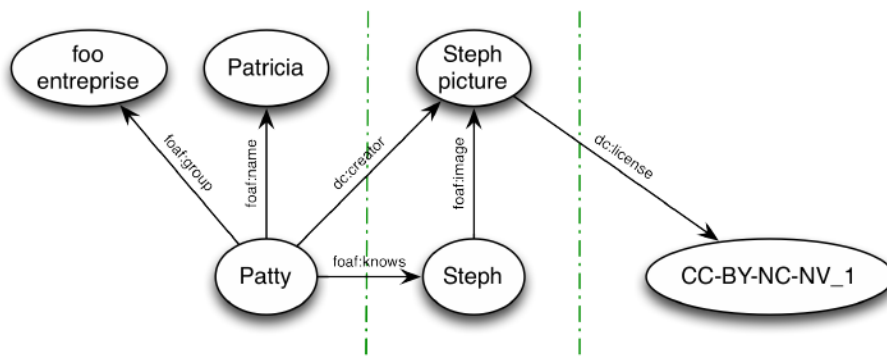 foo
entreprise
Patricia
Steph
picture
foaf:group
foaf:name
dc:creator
foaf:image
dc:license
Patty
foaf:knows
Steph
CC-BY-NC-NV_1